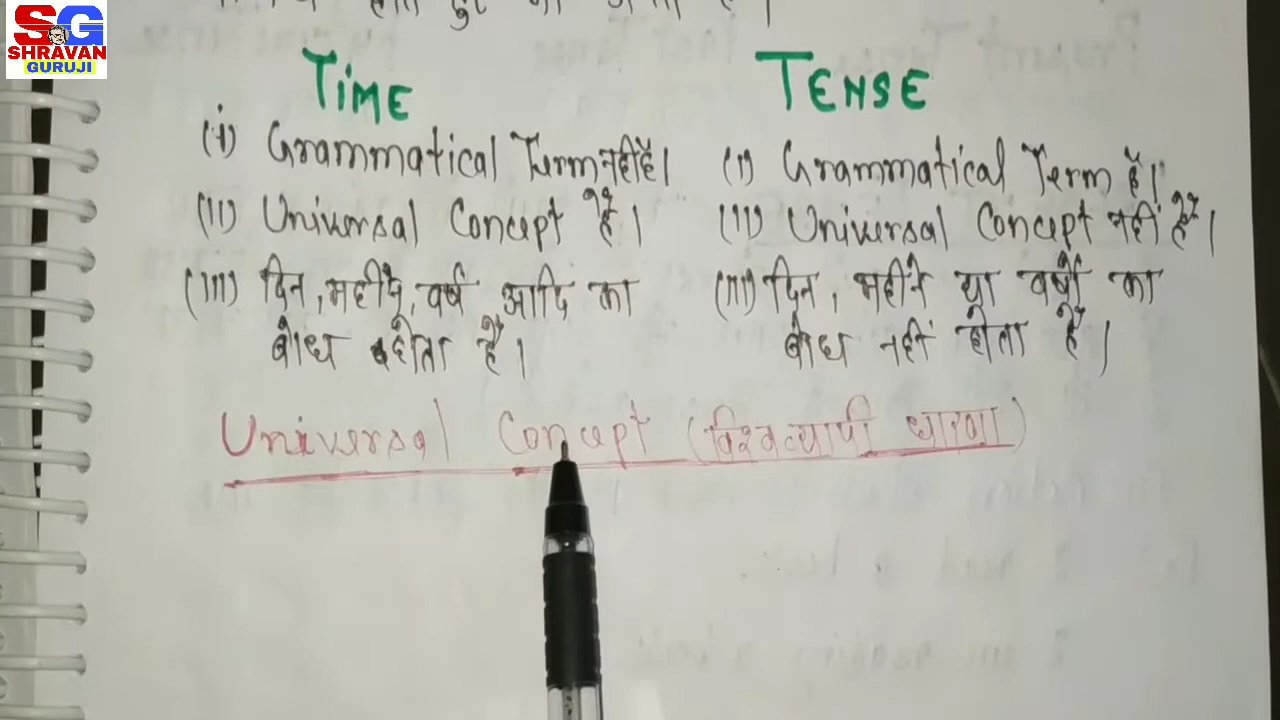 SG
SHRAVAN
GURUJI
TIME
TENSE
(i) Grammatical Term नहीं है।
(I) Grammatical Term है।
(II) Universal Concept है।
(II) Universal Concept नहीं है।
(III) दिन, महीने, वर्ष आदि का
बोध होता है।
(III) दिन, महीने या वर्षो का
बोध नहीं होता है।
Universal Concept (विश्वव्यापी धारणा)